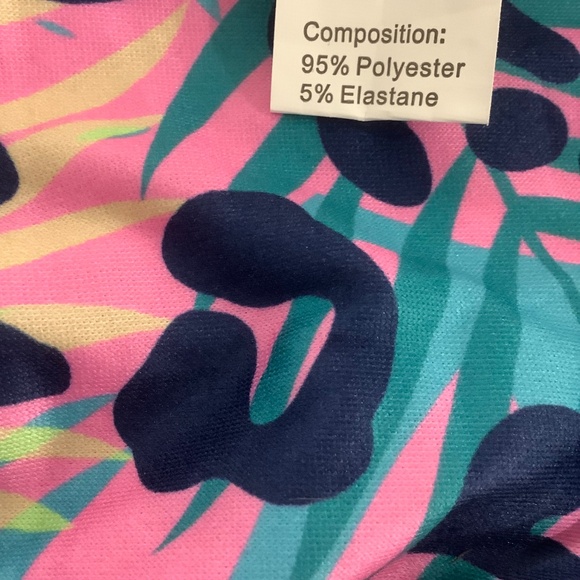 Composition:
95% Polyester
5% Elastane